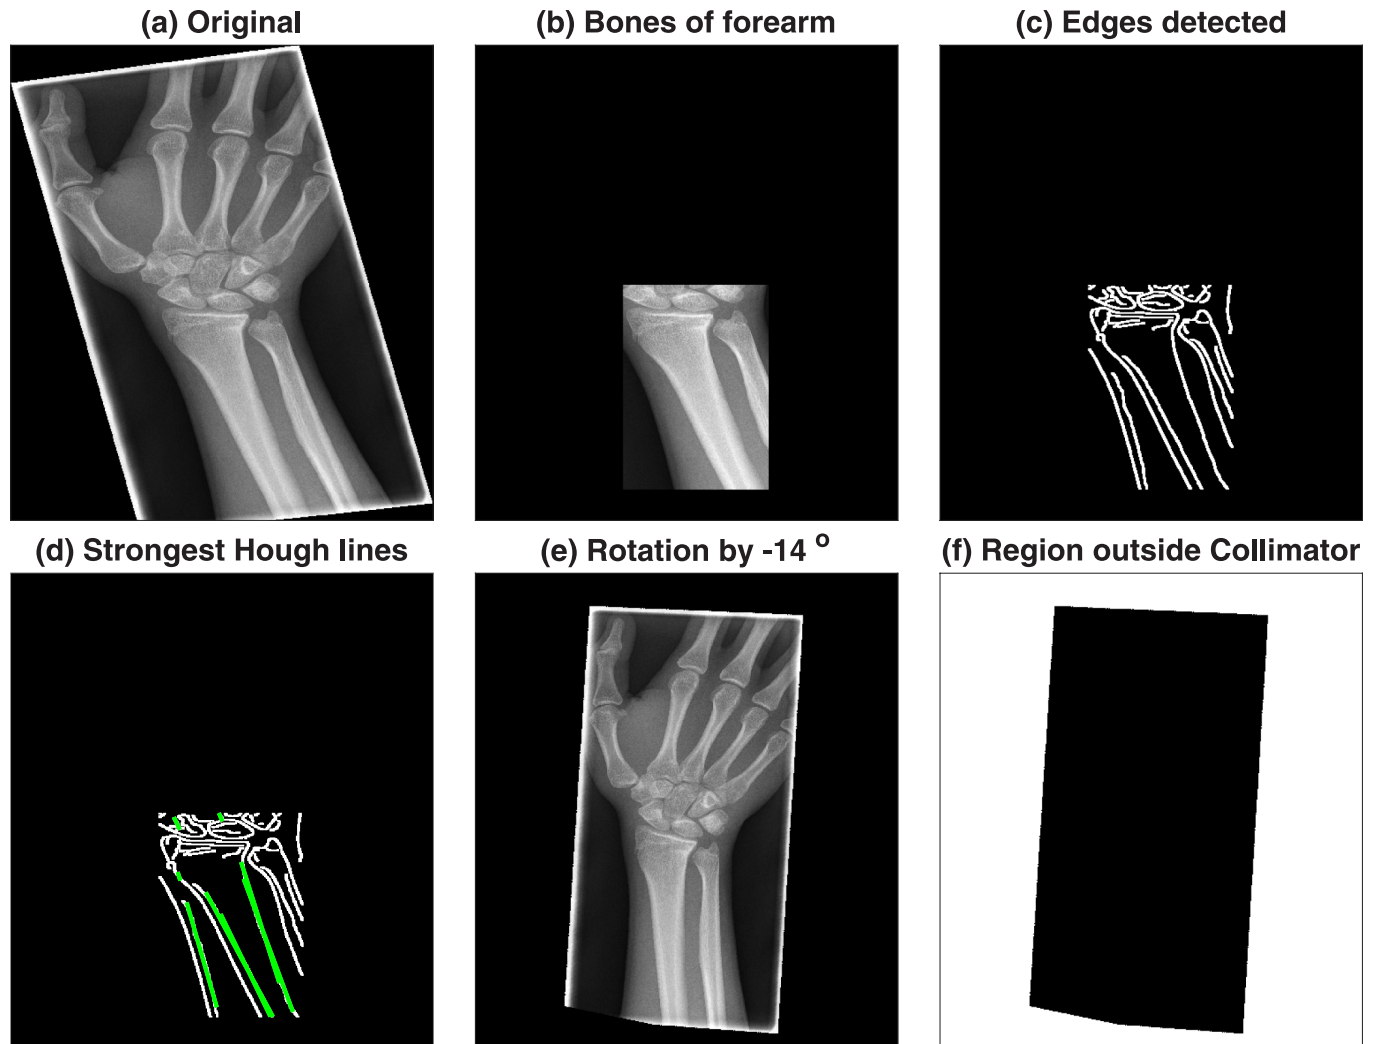 (a) Original
(b) Bones of forearm
(c) Edges detected
(d) Strongest Hough lines
(e) Rotation by -14 º
(f) Region outside Collimator